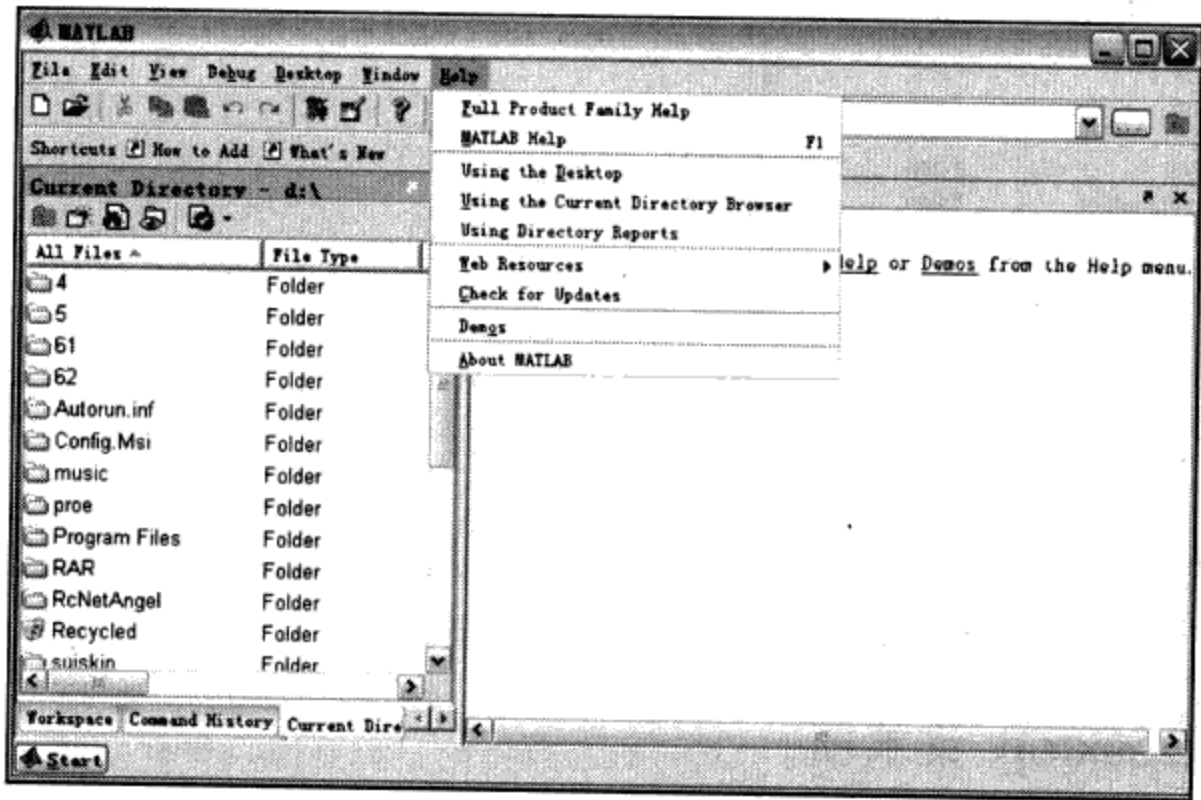 MATLAB
File Edit View Debug Desktop Window Help
Shortcuts How to Add What's New
Full Product Family Help
MATLAB Help F1
Using the Desktop
Using the Current Directory Browser
Using Directory Reports
Web Resources
Check for Updates
Demos
About MATLAB
Current Directory - d:\
All Files File Type
4 Folder
5 Folder
61 Folder
62 Folder
Autorun.inf Folder
Config.Msi Folder
music Folder
proe Folder
Program Files Folder
RAR Folder
RcNetAngel Folder
Recycled Folder
suiskin Folder
elp or Demos from the Help menu.
Workspace Command History Current Dire
Start